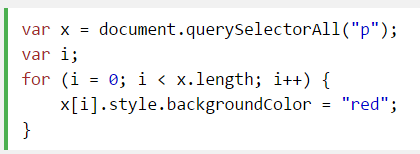 var x = document.querySelectorAll("p");
var i;
for (i = 0; i < x.length; i++) {
    x[i].style.backgroundColor = "red";
}